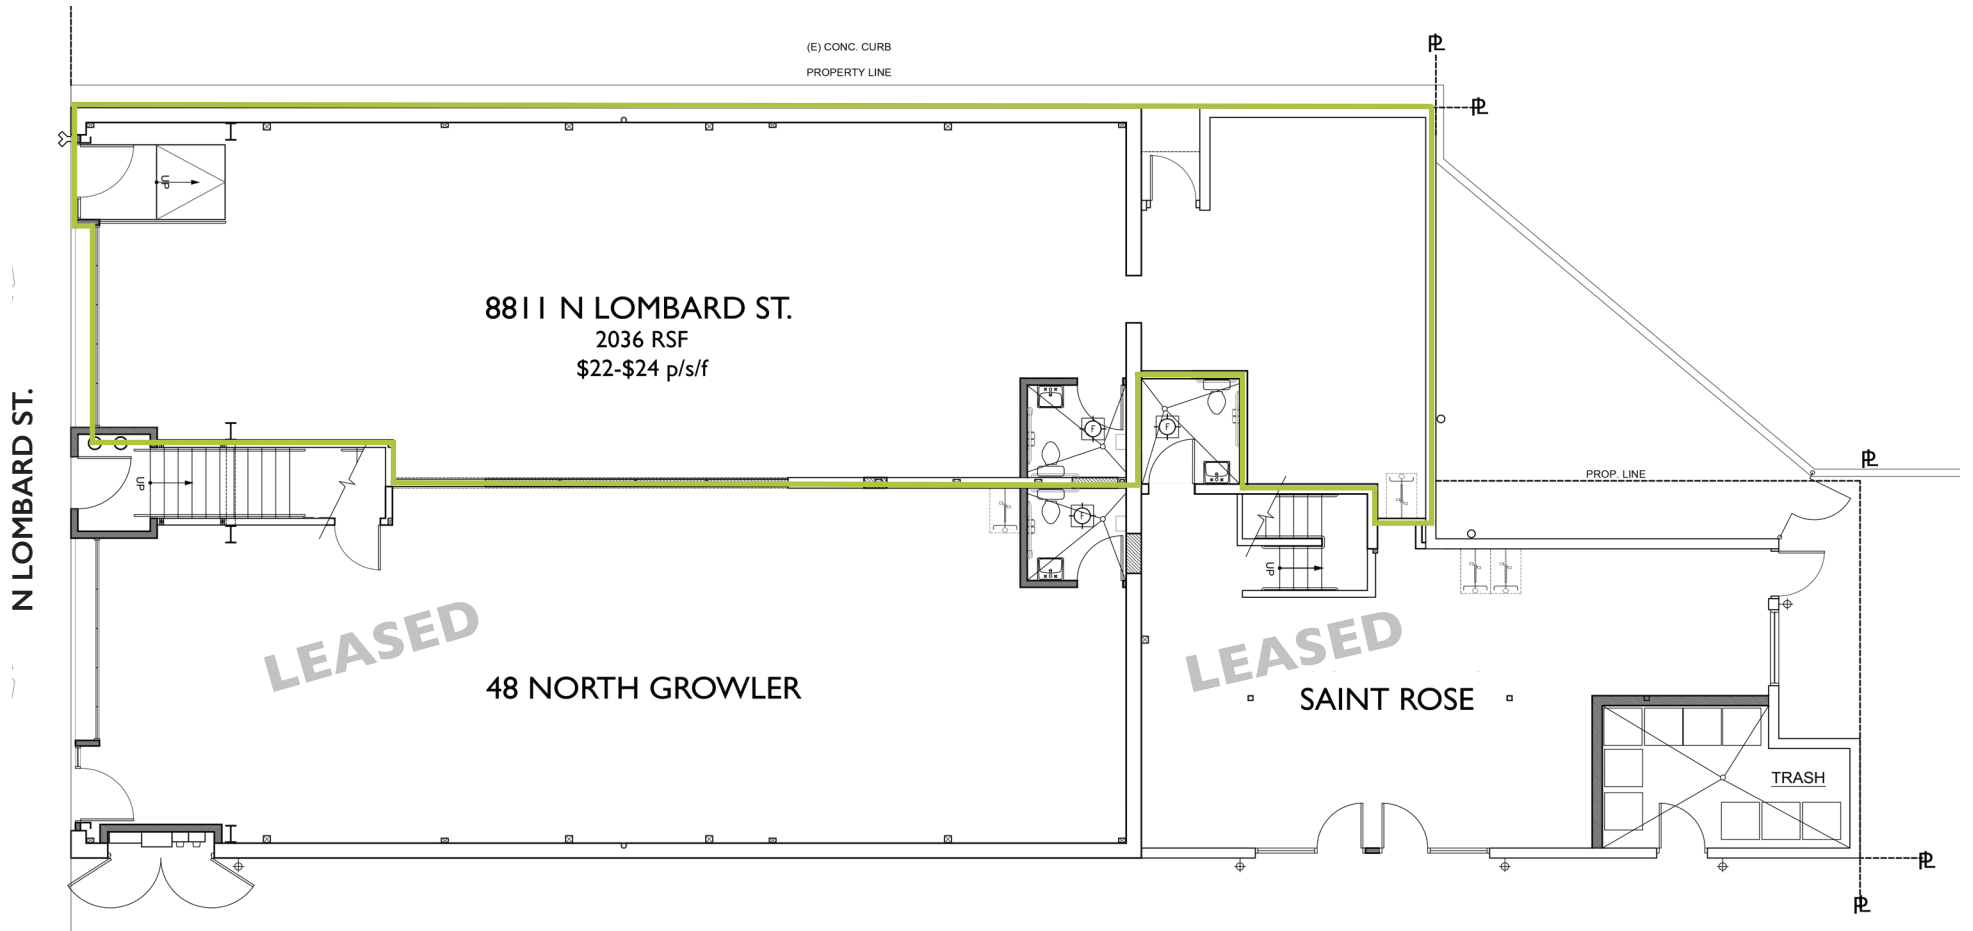 (E) CONC. CURB
PROPERTY LINE
PL
PL
UP
8811 N LOMBARD ST.
2036 RSF
$22-$24 p/s/f
N LOMBARD ST.
F
F
PL
PROP. LINE
UP
F
UP
LEASED
LEASED
48 NORTH GROWLER
SAINT ROSE
TRASH
PL
PL